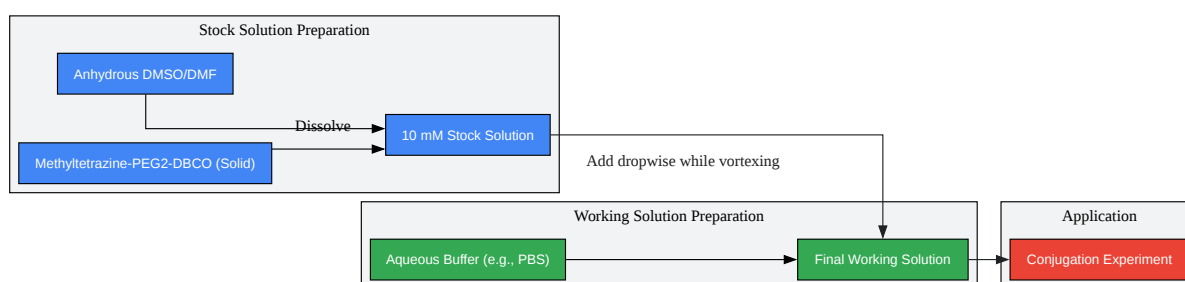 Stock Solution Preparation
Anhydrous DMSO/DMF
Dissolve
10 mM Stock Solution
Methyltetrazine-PEG2-DBCO (Solid)
Add dropwise while vortexing
Working Solution Preparation
Application
Aqueous Buffer (e.g., PBS)
Final Working Solution
Conjugation Experiment